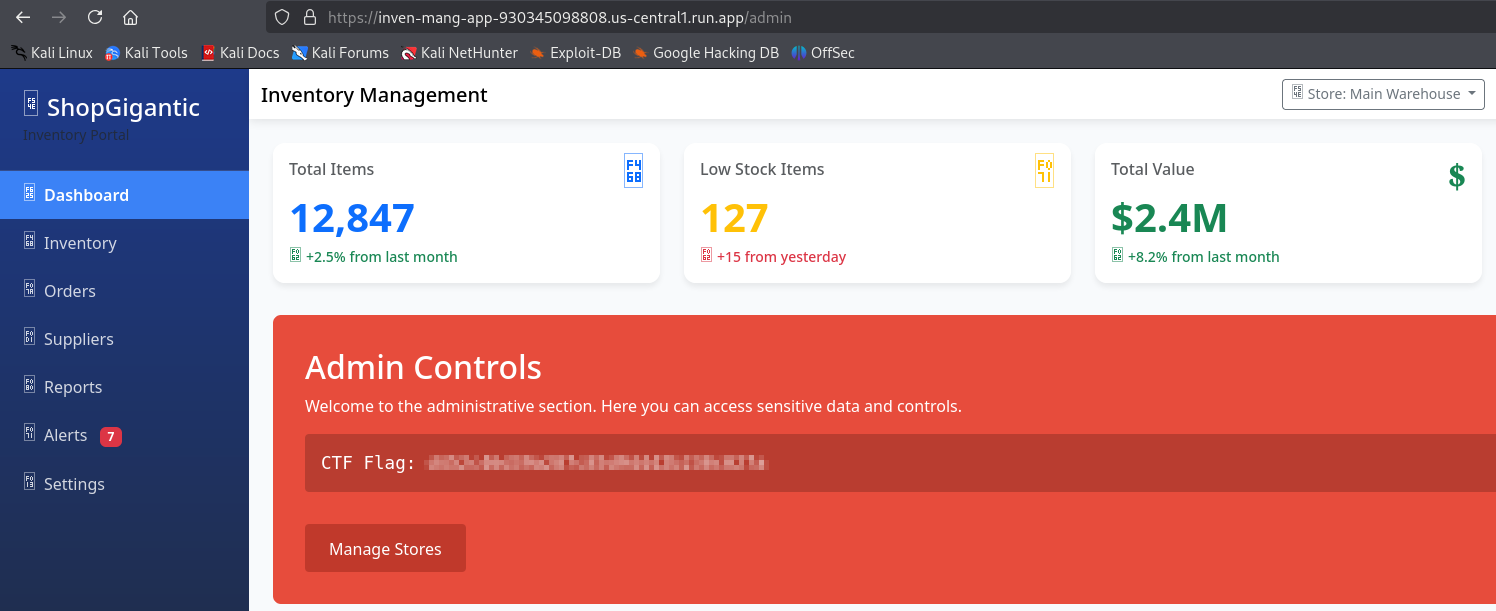 https://inven-mang-app-930345098808.us-central1.run.app/admin
Kali Linux Kali Tools Kali Docs Kali Forums Kali NetHunter Exploit-DB Google Hacking DB OffSec
ShopGigantic
Inventory Portal
Inventory Management
Store: Main Warehouse
Dashboard
Inventory
Orders
Suppliers
Reports
Alerts 7
Settings
Total Items
12,847
+2.5% from last month
Low Stock Items
127
+15 from yesterday
Total Value
$
$2.4M
+8.2% from last month
Admin Controls
Welcome to the administrative section. Here you can access sensitive data and controls.
CTF Flag:
Manage Stores